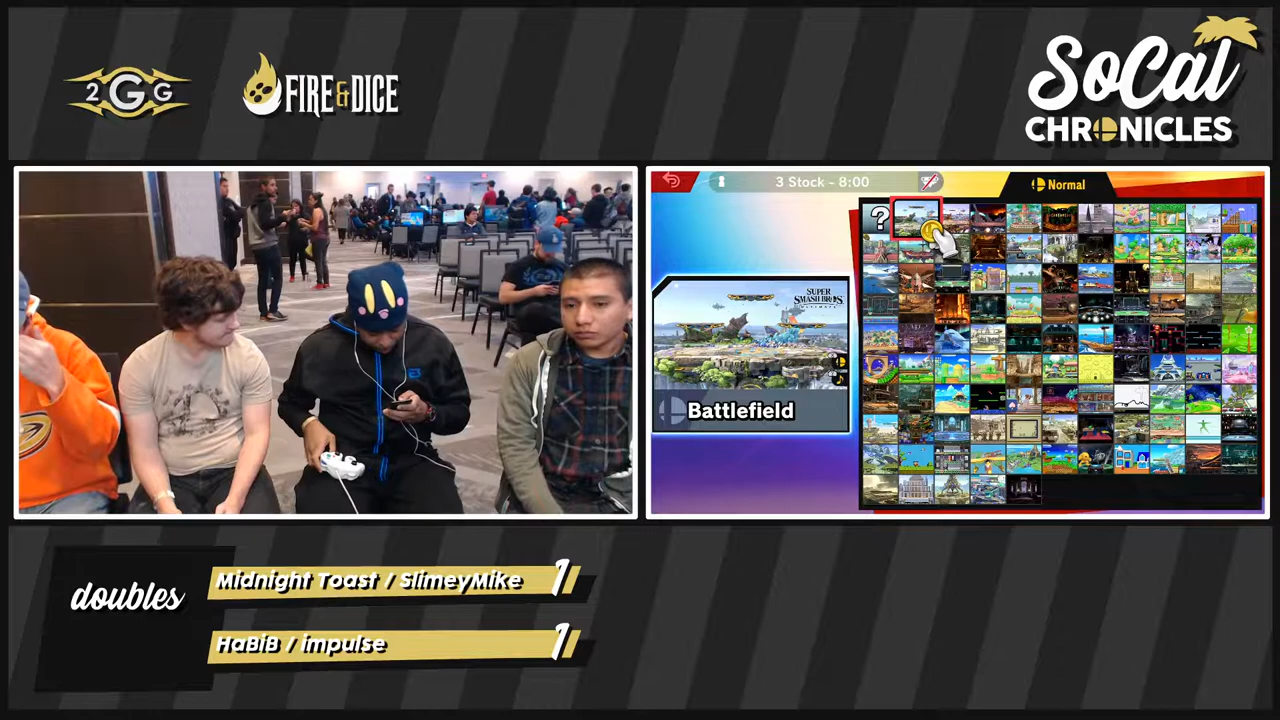 2GG
FIRE & DICE
SoCal
CHRONICLES
3 Stock - 8:00
Normal
?
SUPER
SMASH BROS.
ULTIMATE
Battlefield
doubles
Midnight Toast / SlimeyMike 1
HaBiB / impulse 1